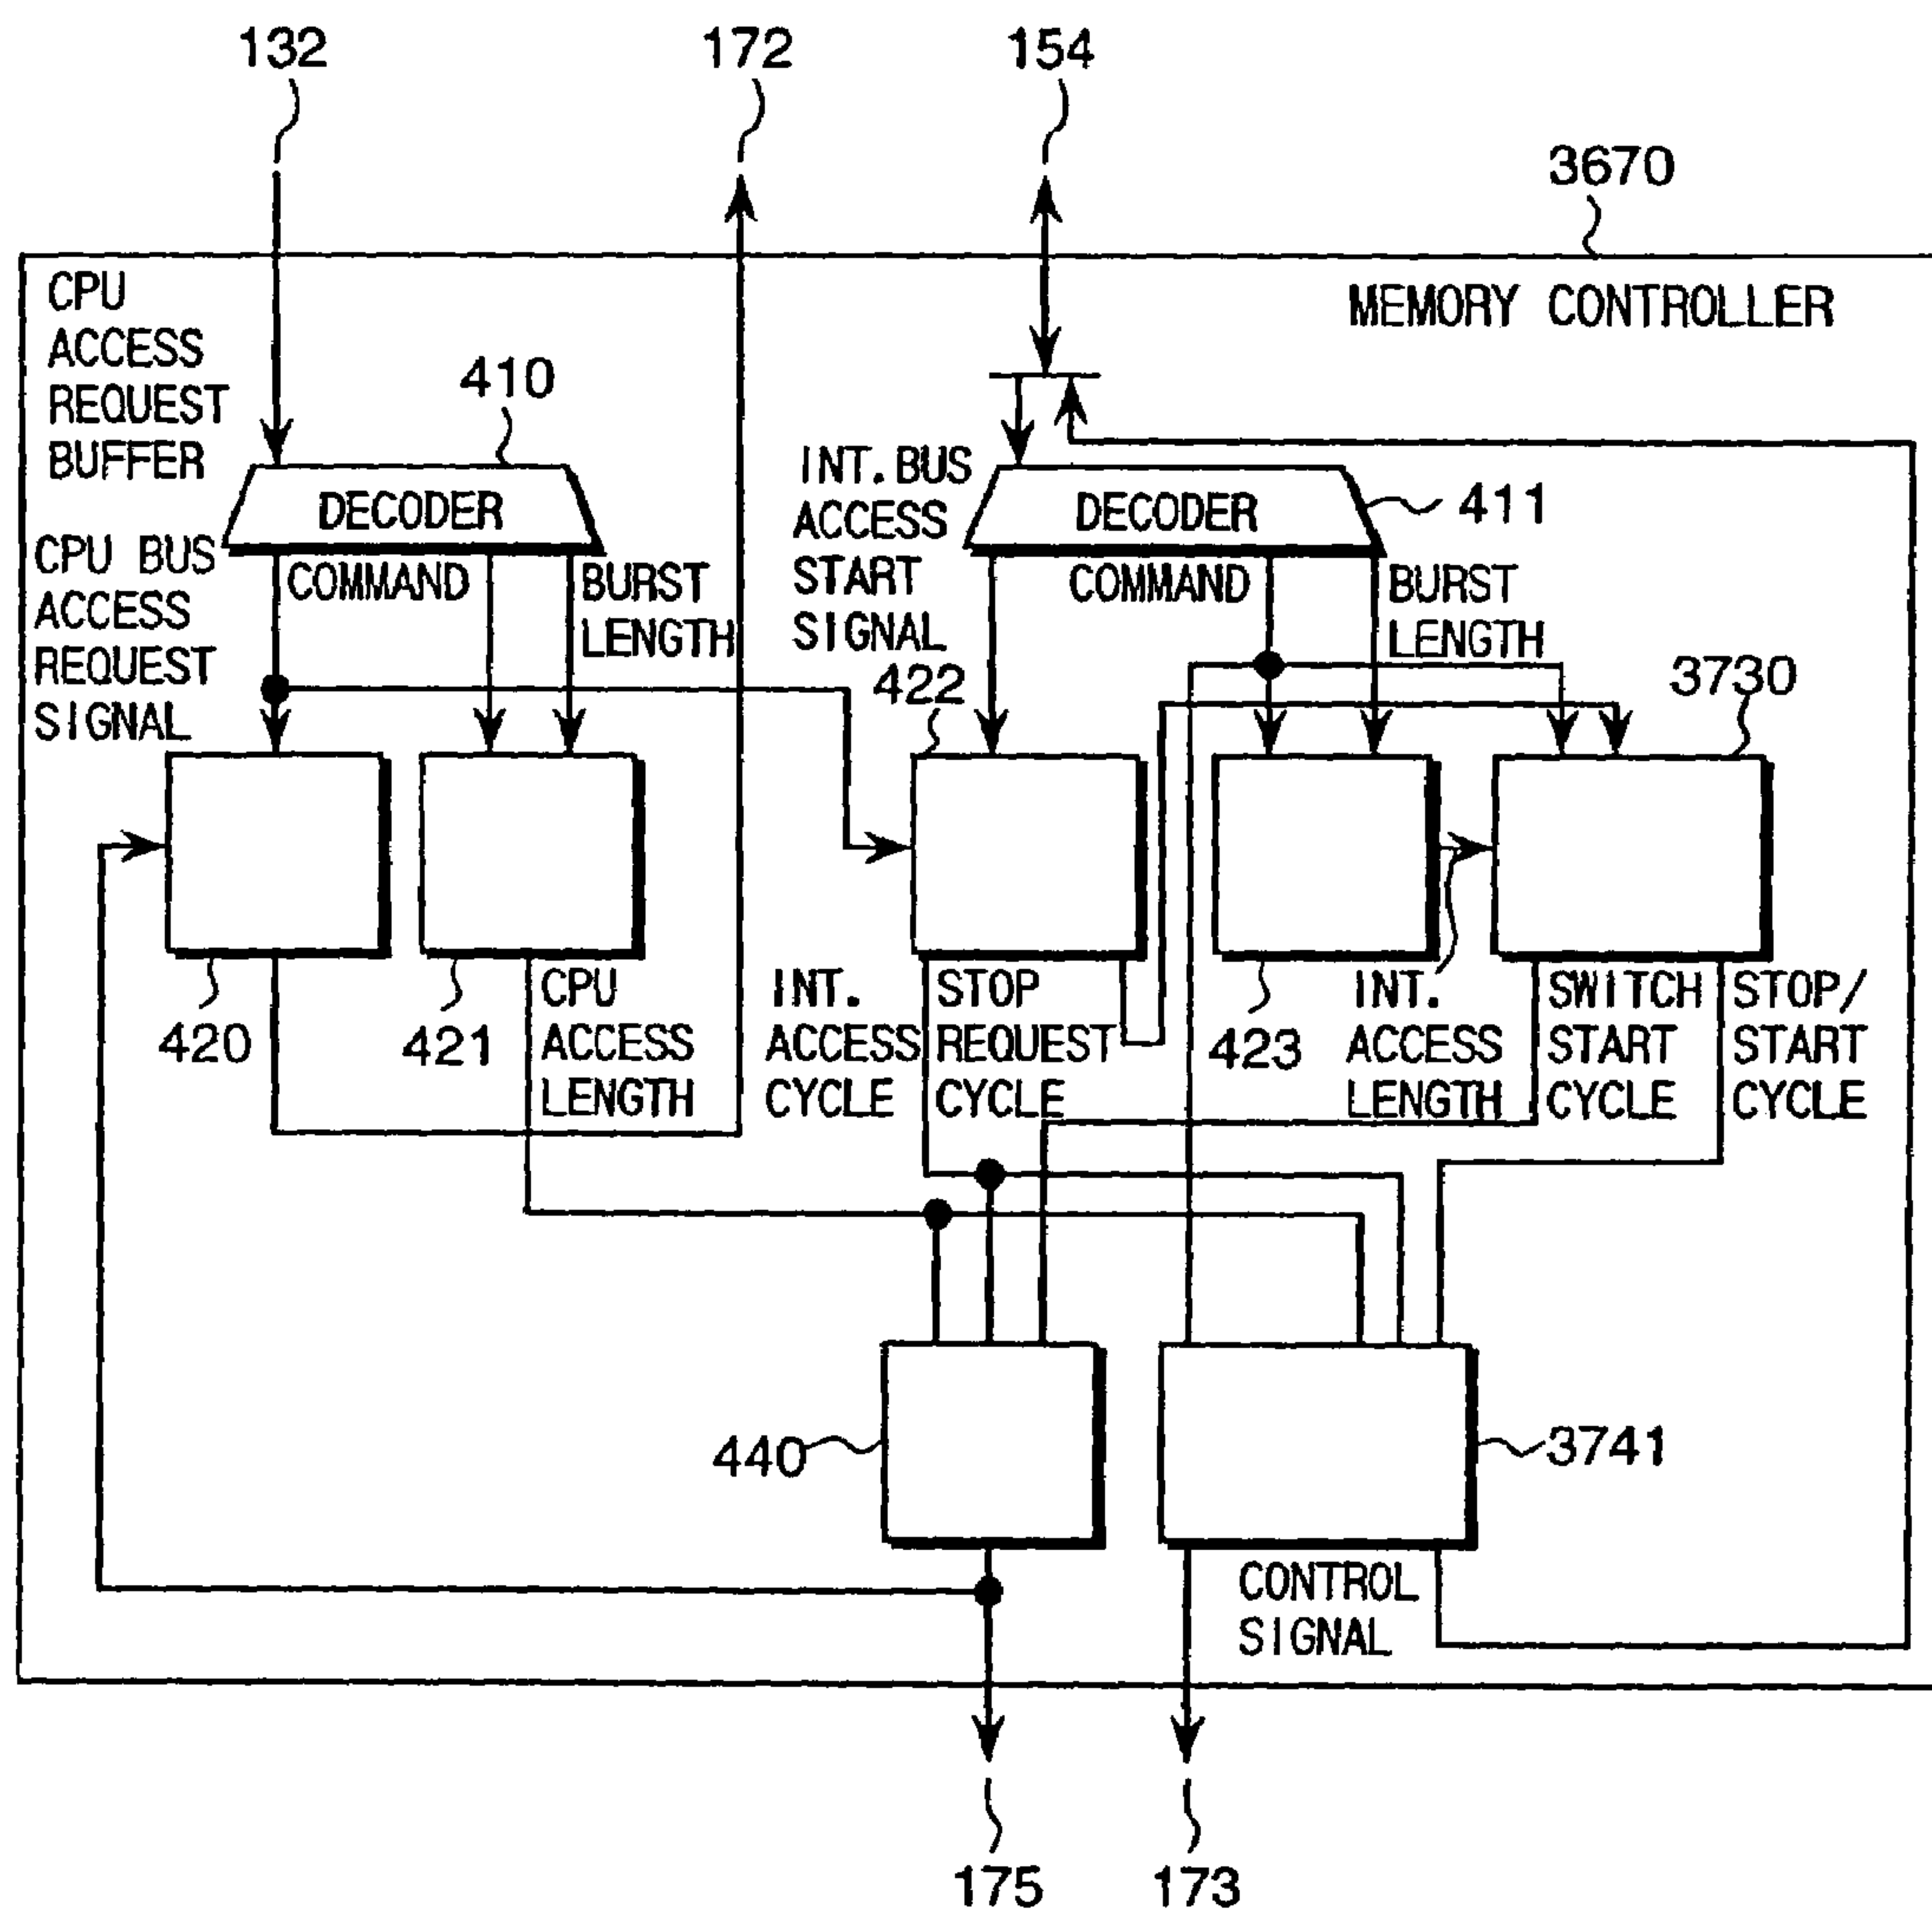 132
172
154
3670
CPU
ACCESS
REQUEST
BUFFER
MEMORY CONTROLLER
410
DECODER
INT. BUS
ACCESS
START
SIGNAL
DECODER
411
CPU BUS
ACCESS
REQUEST
SIGNAL
COMMAND
BURST
LENGTH
COMMAND
BURST
LENGTH
422
3730
420
421
CPU
ACCESS
LENGTH
INT.
ACCESS
CYCLE
STOP
REQUEST
CYCLE
423
INT.
ACCESS
LENGTH
SWITCH
START
CYCLE
STOP/
START
CYCLE
440
3741
CONTROL
SIGNAL
175
173